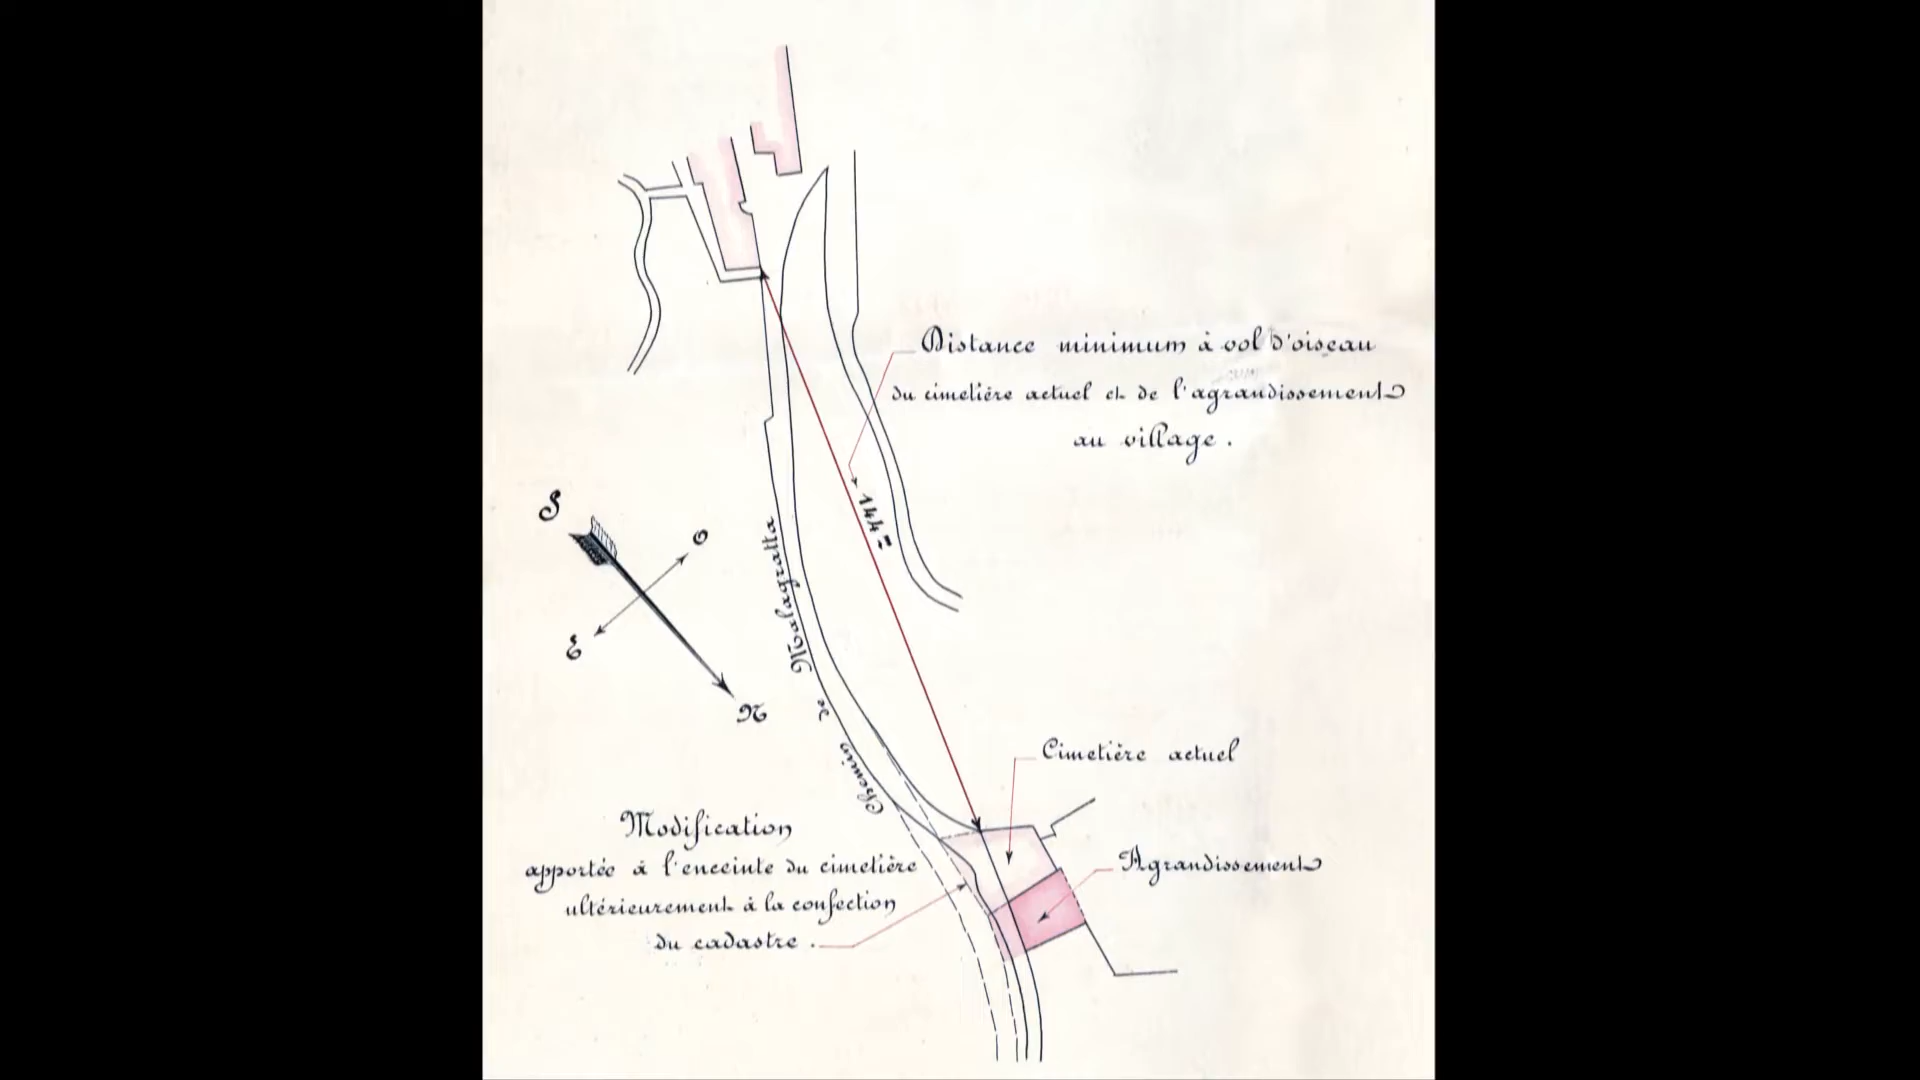 Distance minimum à vol d'oiseau
du cimetière actuel et de l'agrandissement
au village.
144 m
S
O
E
N
Chemin de Malagratta
Cimetière actuel
Modification
apportée à l'enceinte du cimetière
ultérieurement à la confection
du cadastre.
Agrandissement